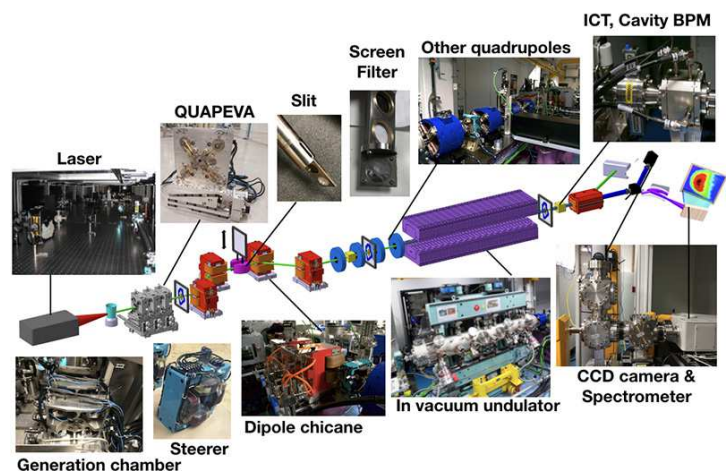 ICT, Cavity BPM
Other quadrupoles
Screen
Filter
Slit
QUAPEVA
Laser
CCD camera &
Spectrometer
In vacuum undulator
Dipole chicane
Steerer
Generation chamber